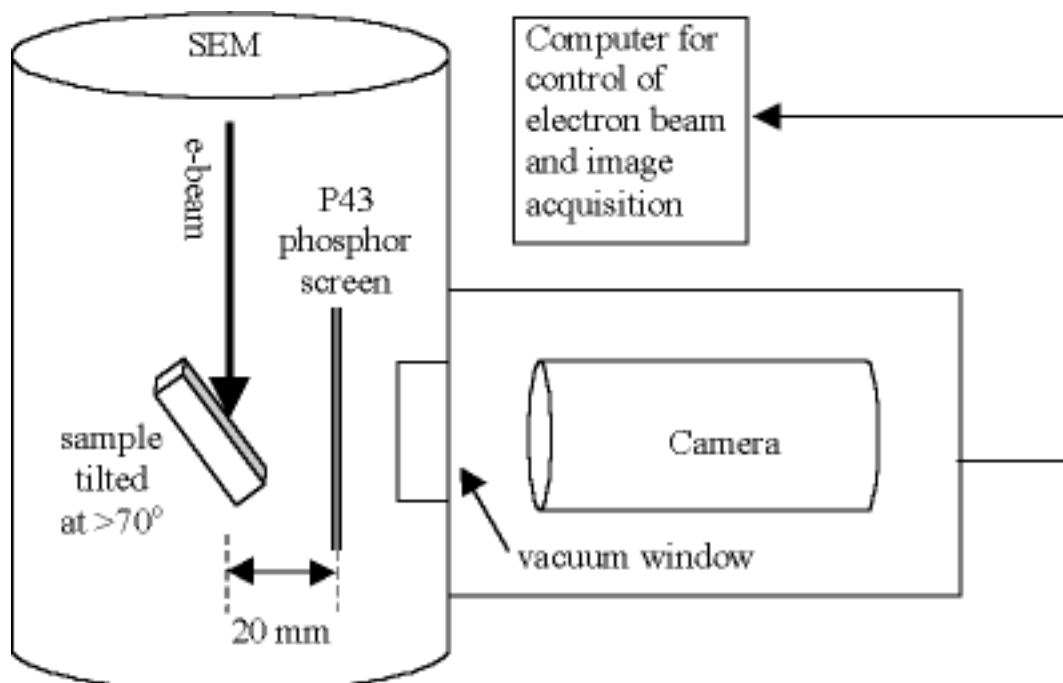 SEM
e-beam
P43
phosphor
screen
Computer for
control of
electron beam
and image
acquisition
sample
tilted
at >70°
20 mm
Camera
vacuum window